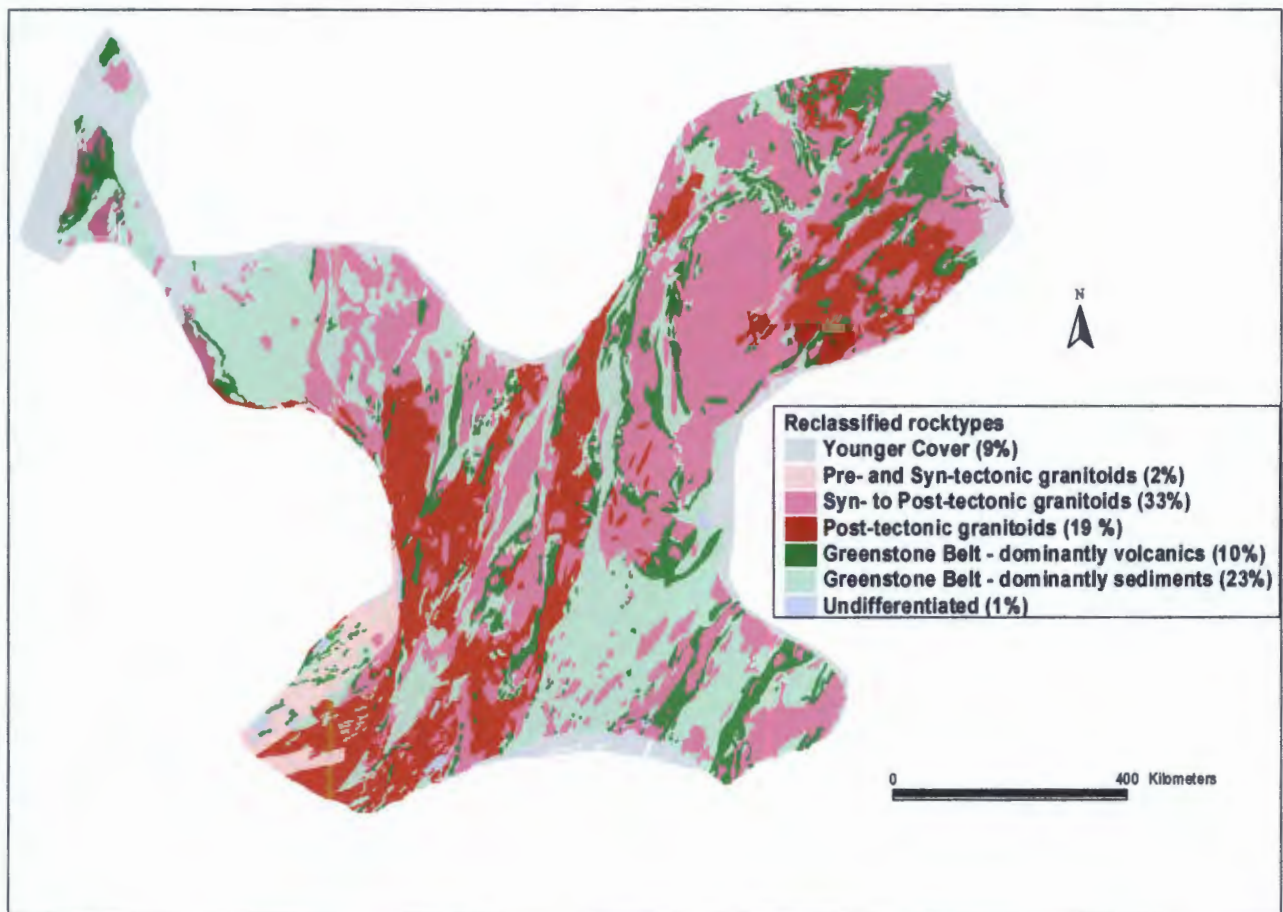 N
Reclassified rocktypes
Younger Cover (9%)
Pre- and Syn-tectonic granitoids (2%)
Syn- to Post-tectonic granitoids (33%)
Post-tectonic granitoids (19 %)
Greenstone Belt - dominantly volcanics (10%)
Greenstone Belt - dominantly sediments (23%)
Undifferentiated (1%)
0 400 Kilometers